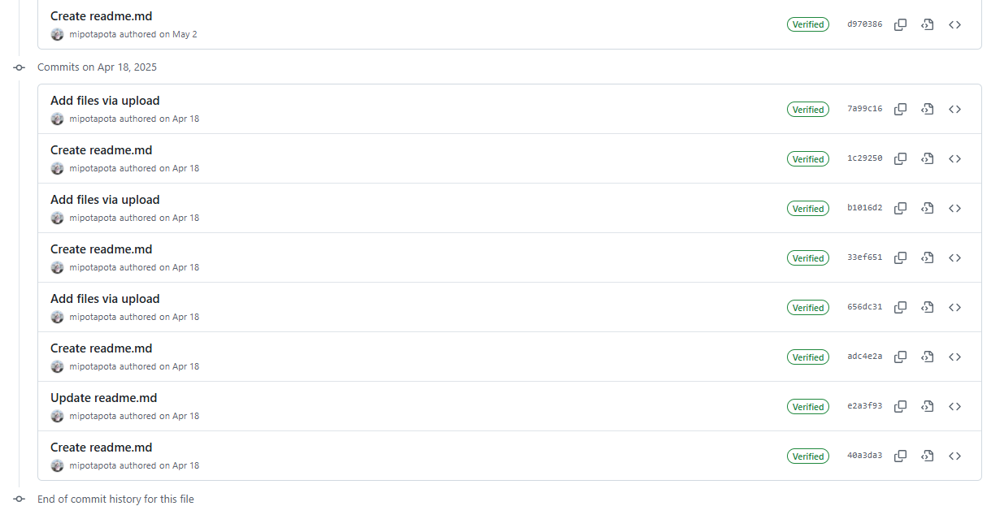 Create readme.md
mipotapota authored on May 2
Verified
d970386
Commits on Apr 18, 2025
Add files via upload
mipotapota authored on Apr 18
Verified
7a99c16
Create readme.md
mipotapota authored on Apr 18
Verified
1c29250
Add files via upload
mipotapota authored on Apr 18
Verified
b1016d2
Create readme.md
mipotapota authored on Apr 18
Verified
33ef651
Add files via upload
mipotapota authored on Apr 18
Verified
656dc31
Create readme.md
mipotapota authored on Apr 18
Verified
adc4e2a
Update readme.md
mipotapota authored on Apr 18
Verified
e2a3f93
Create readme.md
mipotapota authored on Apr 18
Verified
40a3da3
End of commit history for this file